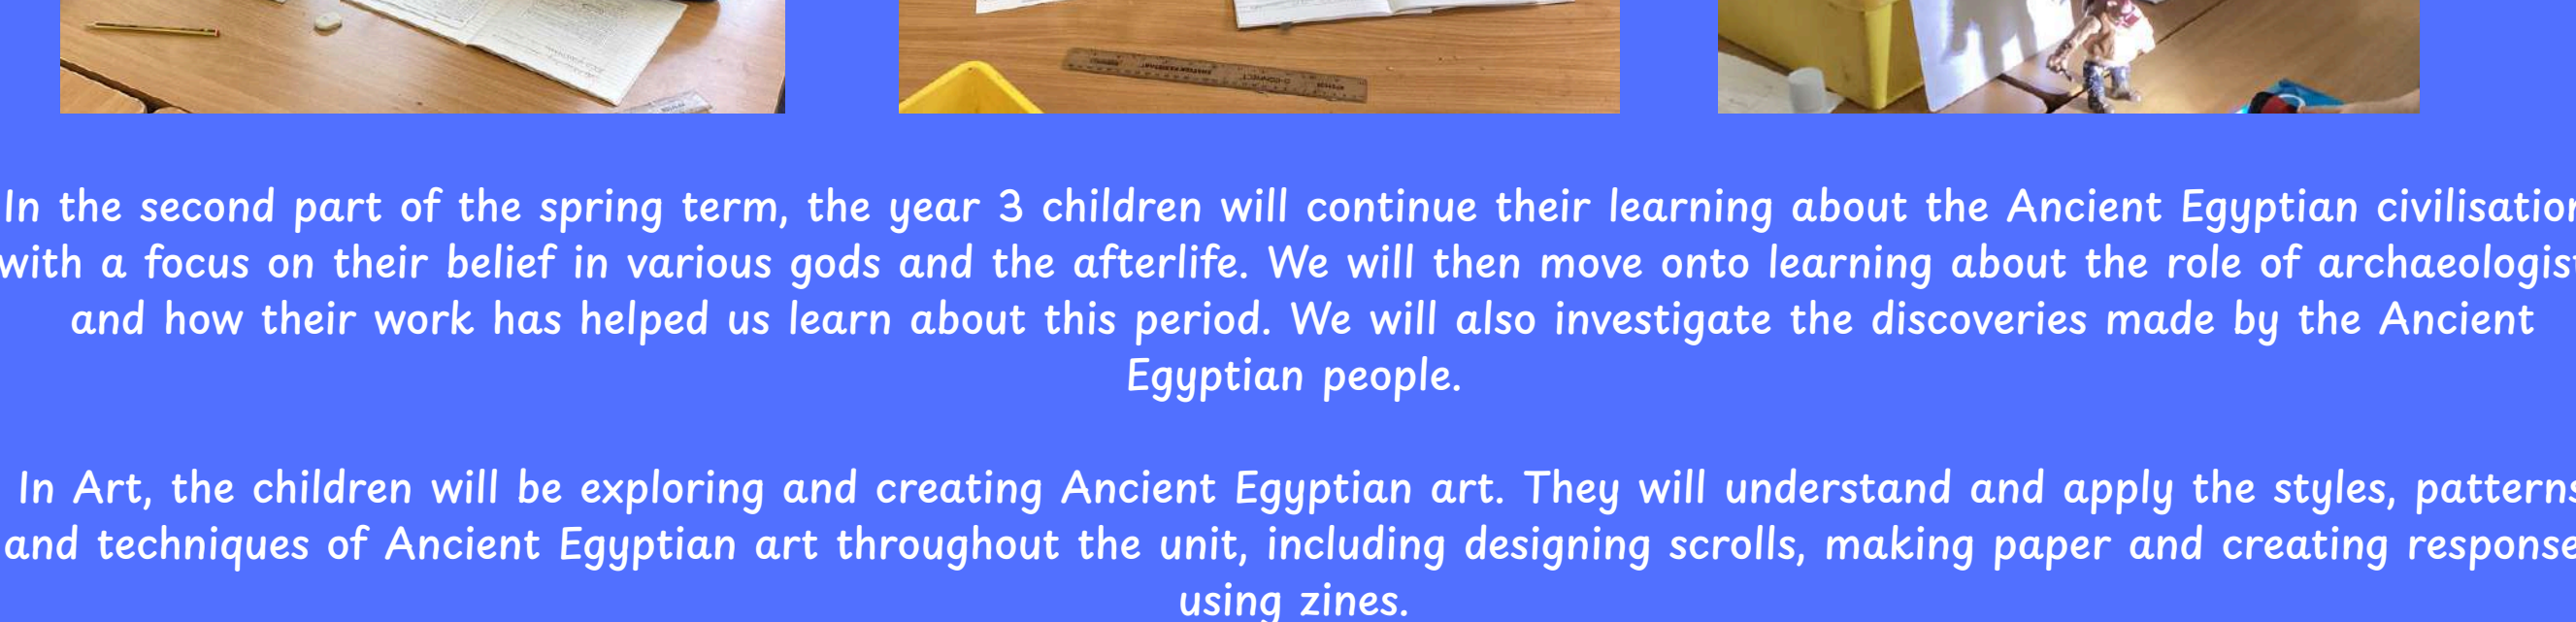 In the second part of the spring term, the year 3 children will continue their learning about the Ancient Egyptian civilisation
with a focus on their belief in various gods and the afterlife. We will then move onto learning about the role of archaeologist
and how their work has helped us learn about this period. We will also investigate the discoveries made by the Ancient
Egyptian people.
In Art, the children will be exploring and creating Ancient Egyptian art. They will understand and apply the styles, patterns
and techniques of Ancient Egyptian art throughout the unit, including designing scrolls, making paper and creating response
using zines.